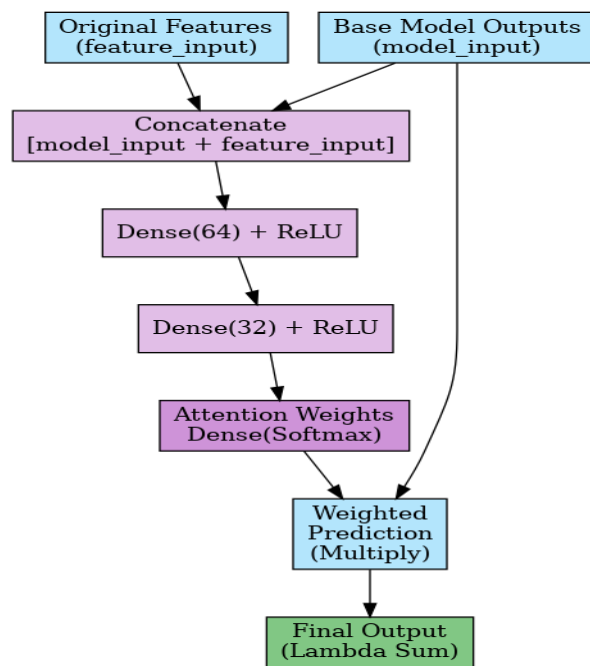 Original Features
(feature_input)
Base Model Outputs
(model_input)
Concatenate
[model_input + feature_input]
Dense(64) + ReLU
Dense(32) + ReLU
Attention Weights
Dense(Softmax)
Weighted
Prediction
(Multiply)
Final Output
(Lambda Sum)